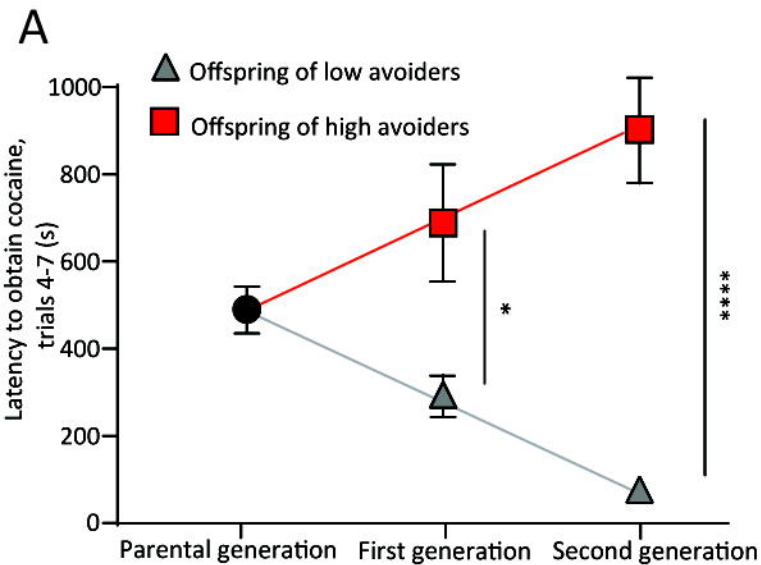 A
Offspring of low avoiders
Offspring of high avoiders
Latency to obtain cocaine,
trials 4-7 (s)
1000
800
600
400
200
0
*
****
Parental generation First generation Second generation